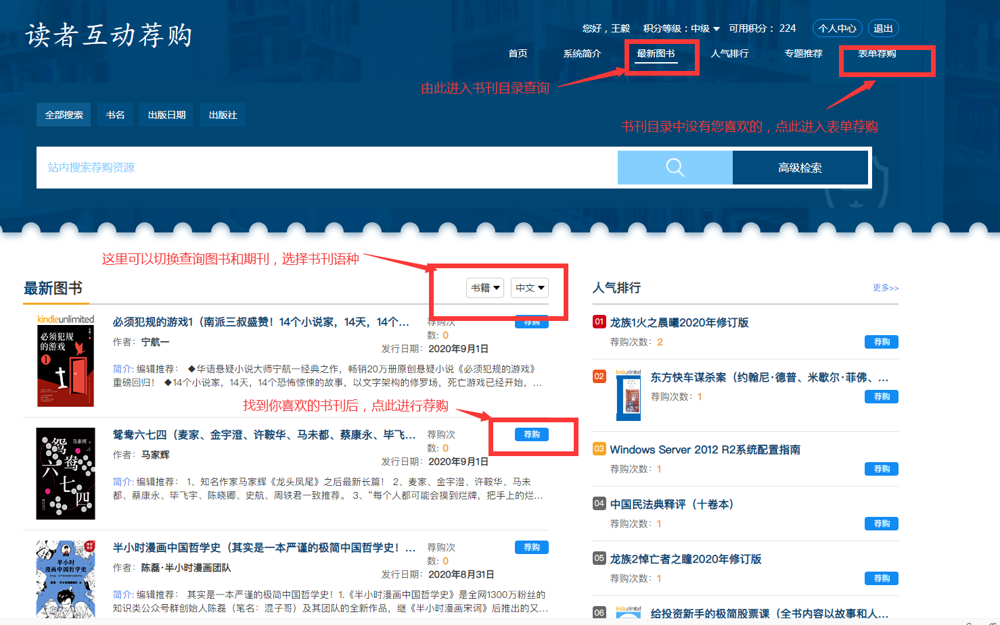 读者互动荐购
您好，王毅 积分等级：中级 可用积分： 224 个人中心 退出
首页 系统简介 最新图书 人气排行 专题推荐 表单荐购
由此进入书刊目录查询
书刊目录中没有您喜欢的，点此进入表单荐购
全部搜索 书名 出版日期 出版社
站内搜索荐购资源
高级检索
这里可以切换查询图书和期刊，选择书刊语种
最新图书
书籍 中文
kindleunlimited
必须犯规的游戏
1
必须犯规的游戏1（南派三叔盛赞！14个小说家，14天，14个...
荐购次
数: 0
荐购
作者：宁航一
发行日期：2020年9月1日
简介: 编辑推荐： ◆华语悬疑小说大师宁航一经典之作，畅销20万册原创悬疑小说《必须犯规的游戏》
重磅回归！ ◆14个小说家，14天，14个恐怖惊悚的故事，以文字架构的修罗场，死亡游戏已经开始，...
找到你喜欢的书刊后，点此进行荐购
鸳鸯六七四
马家辉
鸳鸯六七四（麦家、金宇澄、许鞍华、马未都、蔡康永、毕飞...
荐购次
数: 0
荐购
作者：马家辉
发行日期：2020年9月1日
简介: 编辑推荐： 1、知名作家马家辉《龙头凤尾》之后最新长篇！ 2、麦家、金宇澄、许鞍华、马未
都、蔡康永、毕飞宇、陈晓卿、史航、周轶君一致推荐。 3、“每个人都可能会摸到烂牌，把手上的烂...
半小时
漫画中国哲学史
半小时漫画中国哲学史（其实是一本严谨的极简中国哲学史！...
荐购次
数: 0
荐购
作者：陈磊·半小时漫画团队
发行日期：2020年8月31日
简介: 编辑推荐： 其实是一本严谨的极简中国哲学史！1.《半小时漫画中国哲学史》是全网1300万粉丝的
知识类公众号群创始人陈磊（笔名：混子哥）及其团队的全新作品，继《半小时漫画宋词》后推出的又...
人气排行 更多>>
01 龙族1火之晨曦2020年修订版
荐购次数：2 荐购
02 kindleunlimited 东方快车谋杀案（约翰尼·德普、米歇尔·菲佛、...
荐购次数：1 荐购
03 Windows Server 2012 R2系统配置指南
荐购次数：1 荐购
04 中国民法典释评（十卷本）
荐购次数：1 荐购
05 龙族2悼亡者之瞳2020年修订版
荐购次数：1 荐购
06 kindleunlimited 给投资新手的极简股票课（全书内容以故事和人...